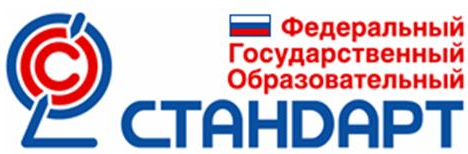 Федеральный
Государственный
Образовательный
СТАНДАРТ